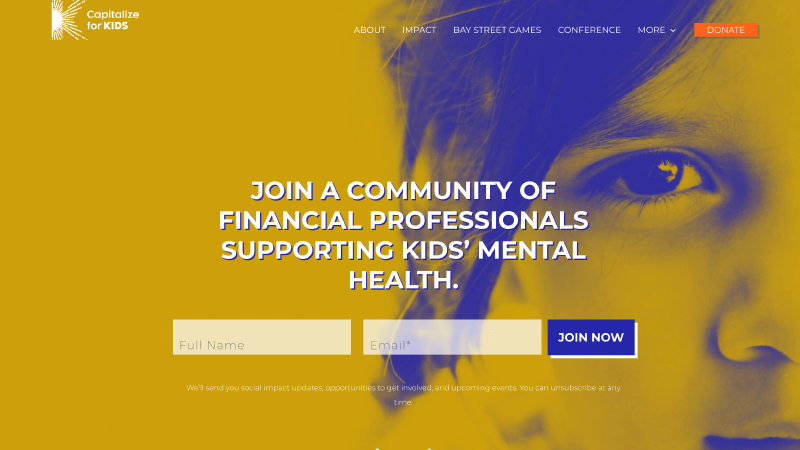 Capitalize
for KIDS
ABOUT
IMPACT
BAY STREET GAMES
CONFERENCE
MORE
DONATE
JOIN A COMMUNITY OF
FINANCIAL PROFESSIONALS
SUPPORTING KIDS’ MENTAL
HEALTH.
Full Name
Email*
JOIN NOW
We'll send you social impact updates, opportunities to get involved, and upcoming events. You can unsubscribe at any
time.